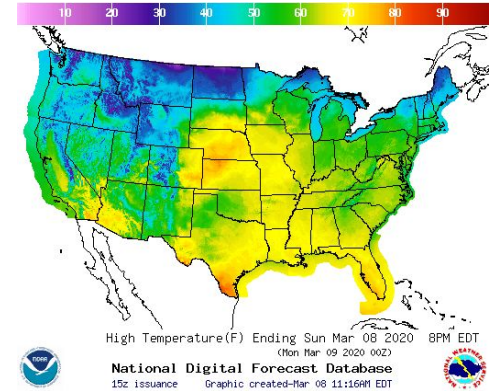 10 20 30 40 50 60 70 80 90
High Temperature(F) Ending Sun Mar 08 2020 8PM EDT
(Mon Mar 09 2020 00Z)
National Digital Forecast Database
15z issuance Graphic created-Mar 08 11:16AM EDT
NOAA